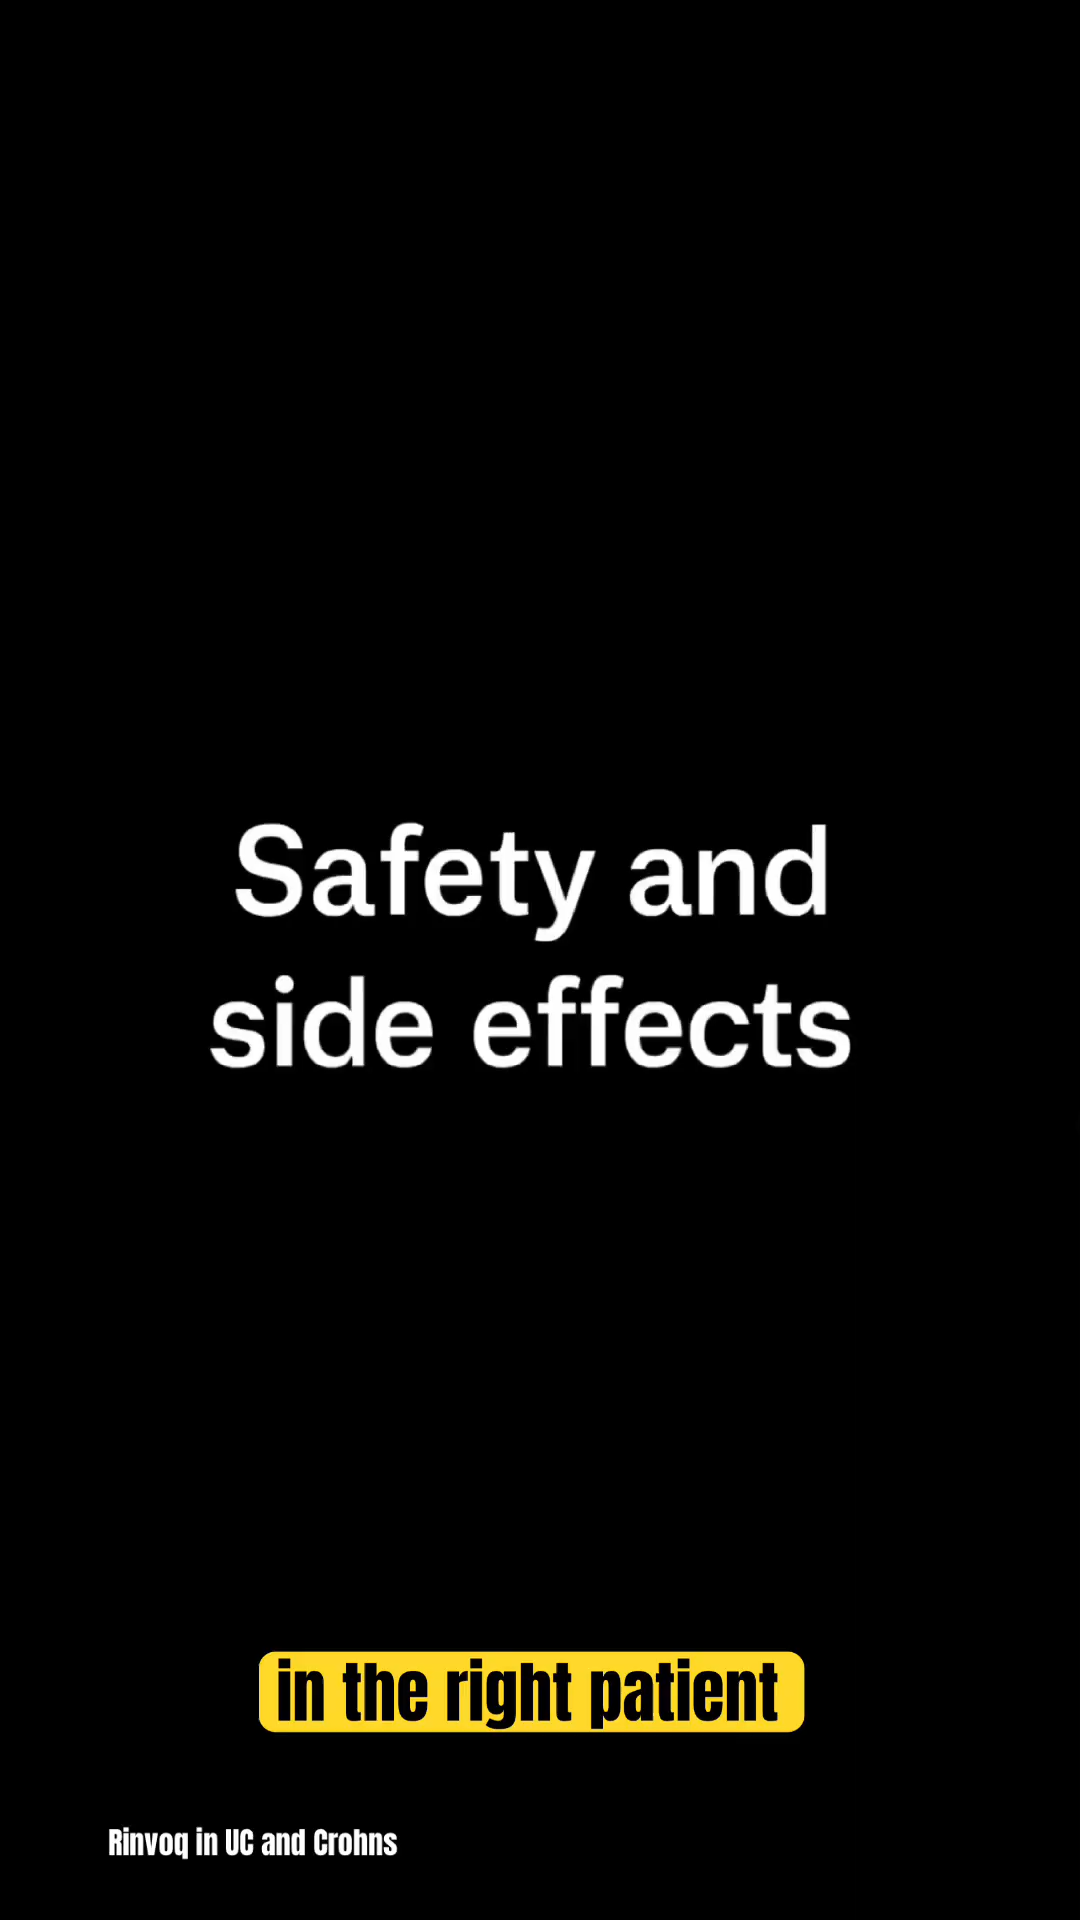 Safety and
side effects
in the right patient
Rinvoq in UC and Crohns